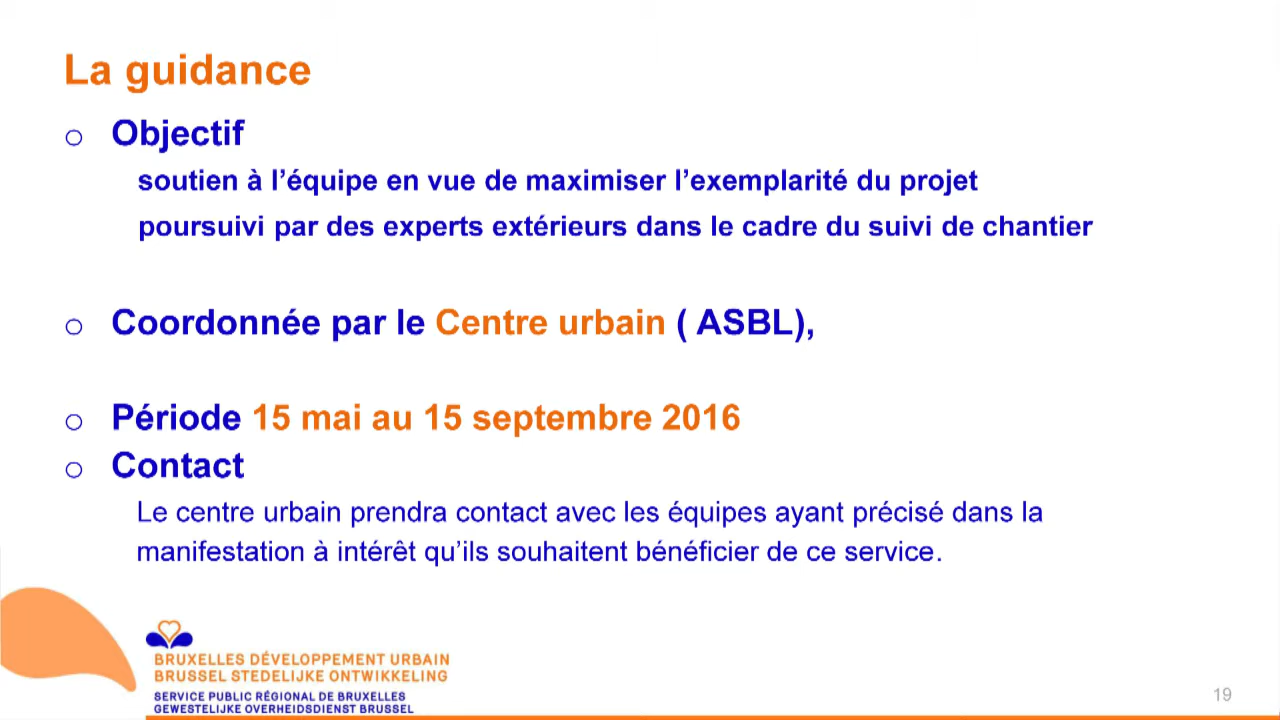 La guidance
o Objectif
soutien à l’équipe en vue de maximiser l’exemplarité du projet
poursuivi par des experts extérieurs dans le cadre du suivi de chantier
o Coordonnée par le Centre urbain ( ASBL),
o Période 15 mai au 15 septembre 2016
o Contact
Le centre urbain prendra contact avec les équipes ayant précisé dans la
manifestation à intérêt qu’ils souhaitent bénéficier de ce service.
BRUXELLES DÉVELOPPEMENT URBAIN
BRUSSEL STEDELIJKE ONTWIKKELING
SERVICE PUBLIC RÉGIONAL DE BRUXELLES
GEWESTELIJKE OVERHEIDSDIENST BRUSSEL
19